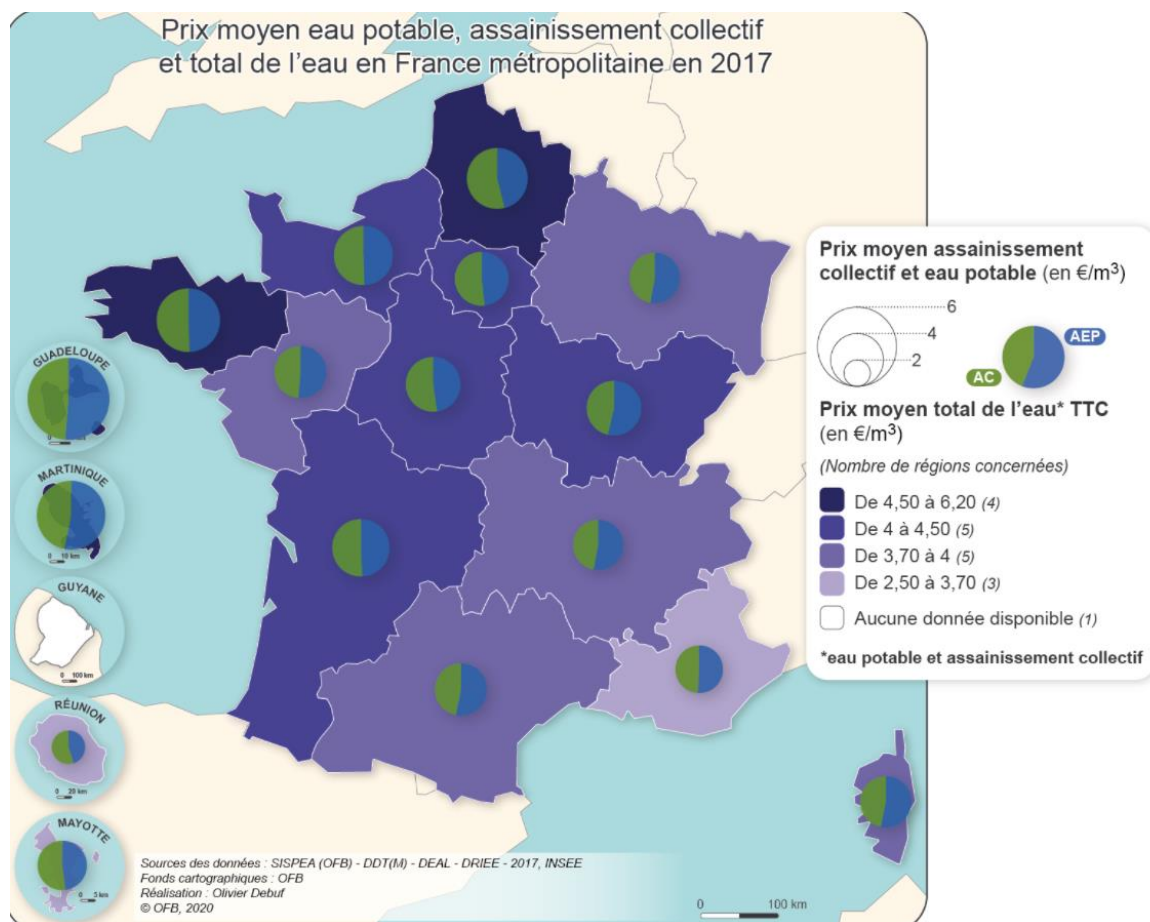 Prix moyen eau potable, assainissement collectif
et total de l'eau en France métropolitaine en 2017
Prix moyen assainissement
collectif et eau potable (en €/m³)
6
4
2
AEP
AC
Prix moyen total de l'eau* TTC
(en €/m³)
(Nombre de régions concernées)
De 4,50 à 6,20 (4)
De 4 à 4,50 (5)
De 3,70 à 4 (5)
De 2,50 à 3,70 (3)
Aucune donnée disponible (1)
*eau potable et assainissement collectif
GUADELOUPE
MARTINIQUE
0 10 km
GUYANE
0 100 km
RÉUNION
0 20 km
MAYOTTE
0 5 km
Sources des données : SISPEA (OFB) - DDT(M) - DEAL - DRIEE - 2017, INSEE
Fonds cartographiques : OFB
Réalisation : Olivier Debuf
© OFB, 2020
0 100 km